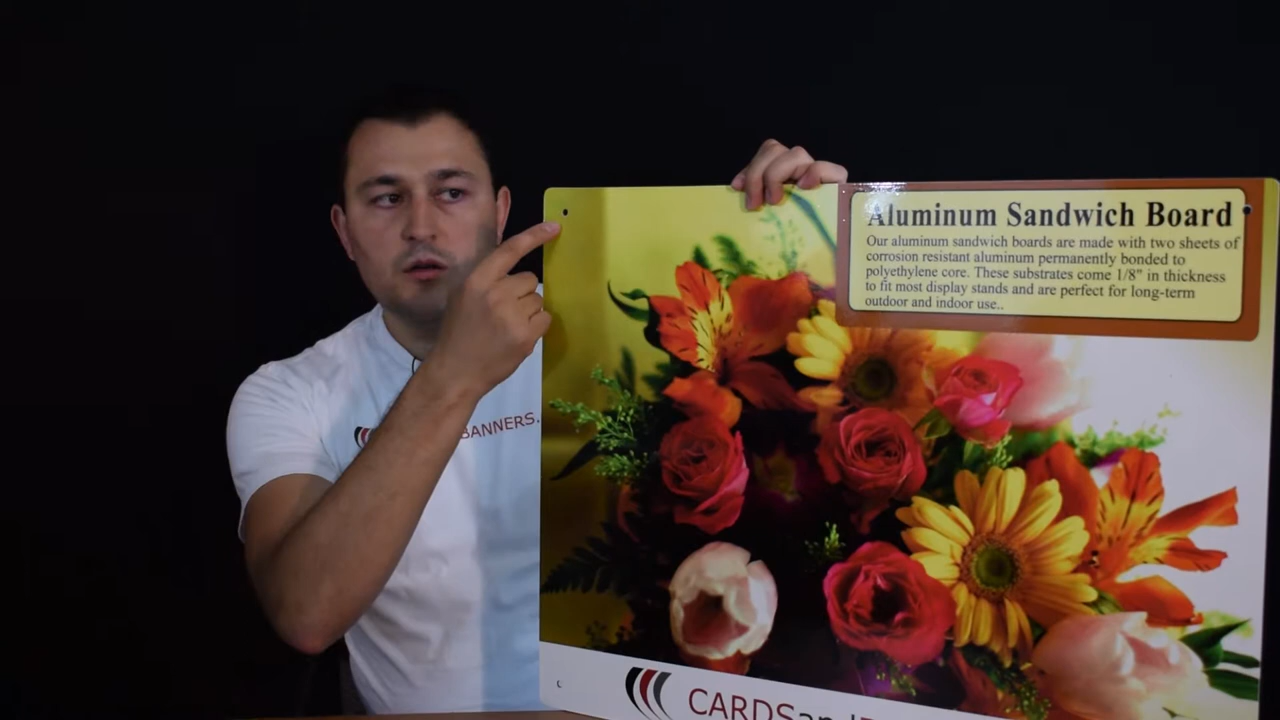 Aluminum Sandwich Board
Our aluminum sandwich boards are made with two sheets of
corrosion resistant aluminum permanently bonded to
polyethylene core. These substrates come 1/8" in thickness
to fit most display stands and are perfect for long-term
outdoor and indoor use..
BANNERS.
CARDSand